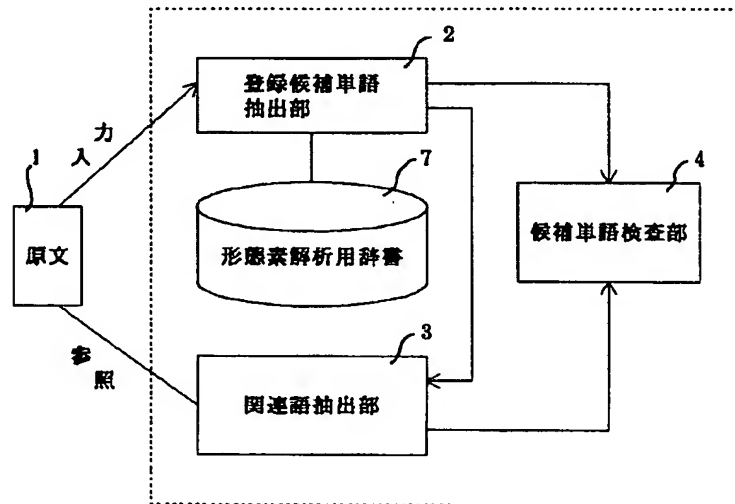 2
登録候補単語
抽出部
入力
1
7
4
原文
形態素解析用辞書
候補単語検査部
3
参照
関連語抽出部